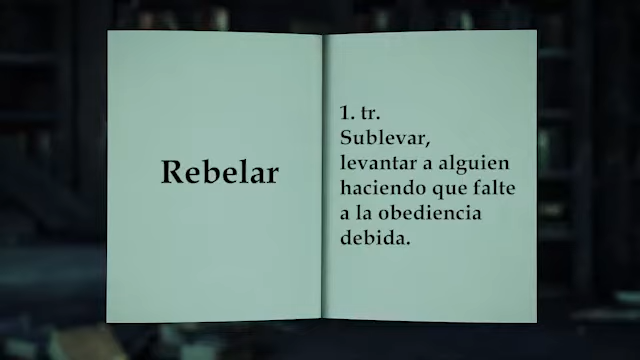 Rebelar
1. tr.
Sublevar,
levantar a alguien
haciendo que falte
a la obediencia
debida.